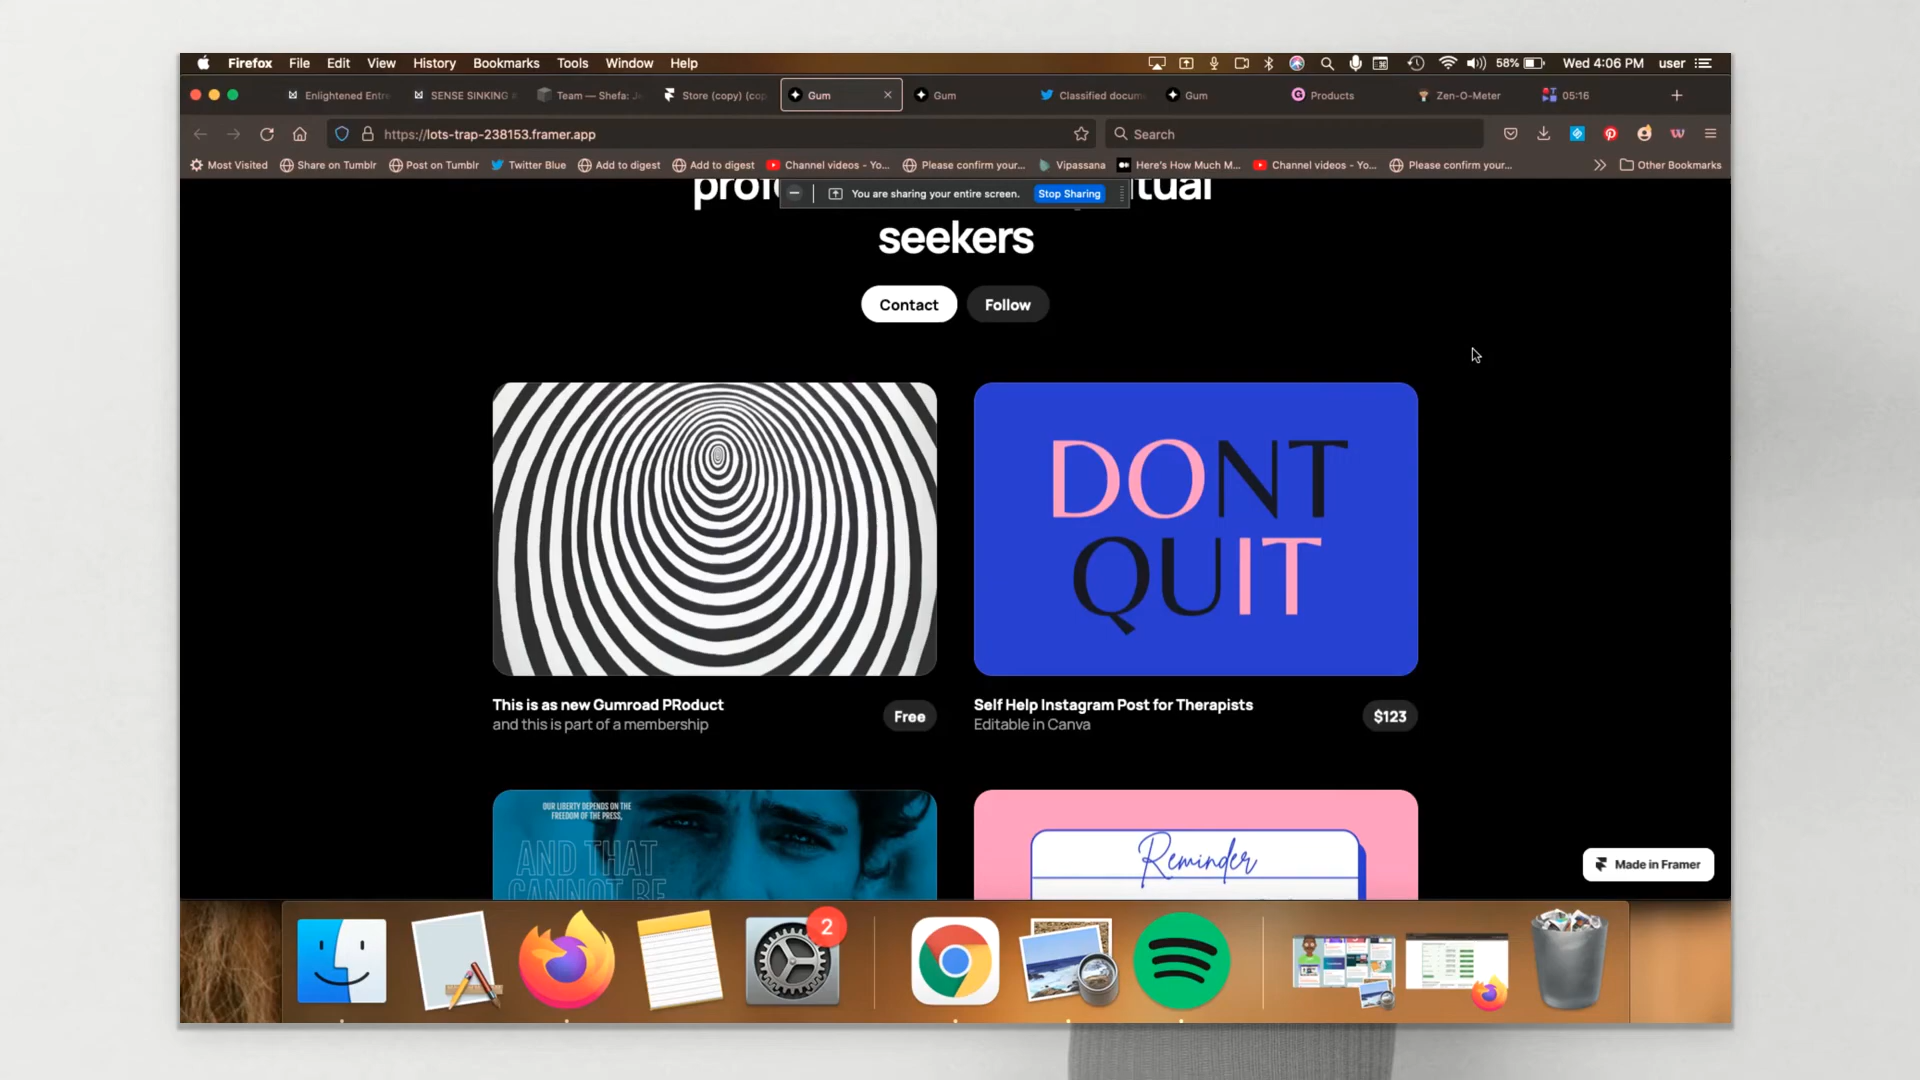 Firefox File Edit View History Bookmarks Tools Window Help
58% Wed 4:06 PM user
Enlightened Entre
SENSE SINKING
Team — Shefa: J
Store (copy) (cop
Gum
Gum
Classified docum
Gum
Products
Zen-O-Meter
05:16
https://lots-trap-238153.framer.app
Search
Most Visited
Share on Tumblr
Post on Tumblr
Twitter Blue
Add to digest
Add to digest
Channel videos - Yo...
Please confirm your...
Vipassana
Here's How Much M...
Channel videos - Yo...
Please confirm your...
Other Bookmarks
You are sharing your entire screen. Stop Sharing
seekers
Contact Follow
DONT
QUIT
This is as new Gumroad PRoduct
and this is part of a membership
Free
Self Help Instagram Post for Therapists
Editable in Canva
$123
OUR LIBERTY DEPENDS ON THE
FREEDOM OF THE PRESS,
AND THAT
CANNOT BE
Reminder
Made in Framer
2